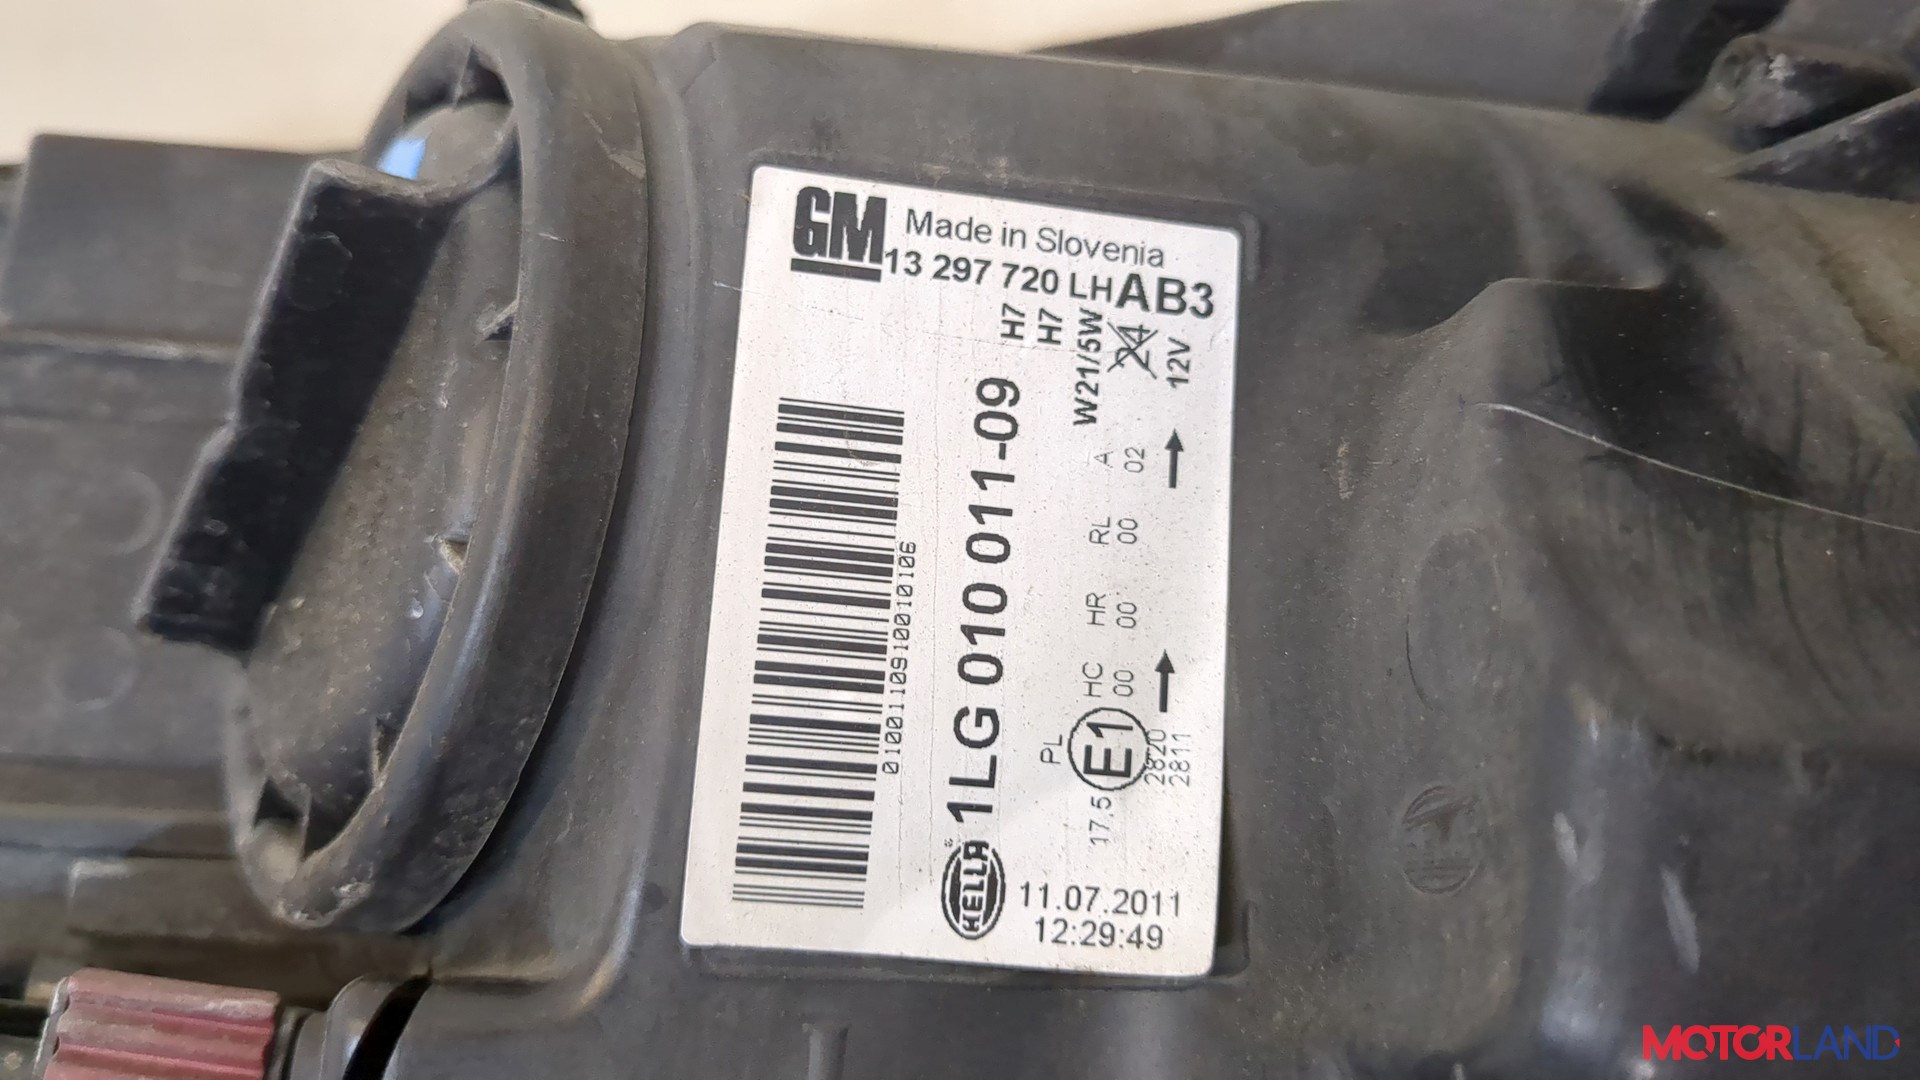 GM
Made in Slovenia
13 297 720 LH AB3
H7
H7
W21/5W
24
12V
010011091001010106
1LG 010 011-09
A
02
RL
00
HR
00
HC
00
PL
E1
17.5
2820
2811
HELLA
11.07.2011
12:29:49
MOTORLAND